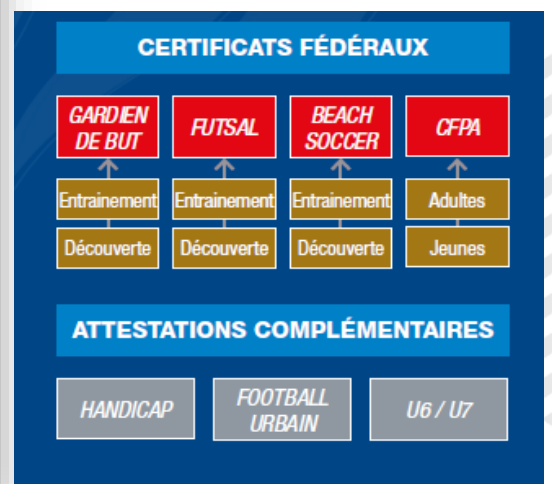 CERTIFICATS FÉDÉRAUX
GARDIEN
DE BUT
FUTSAL
BEACH
SOCCER
CFPA
Entrainement
Entrainement
Entrainement
Adultes
Découverte
Découverte
Découverte
Jeunes
ATTESTATIONS COMPLÉMENTAIRES
HANDICAP
FOOTBALL
URBAIN
U6 / U7